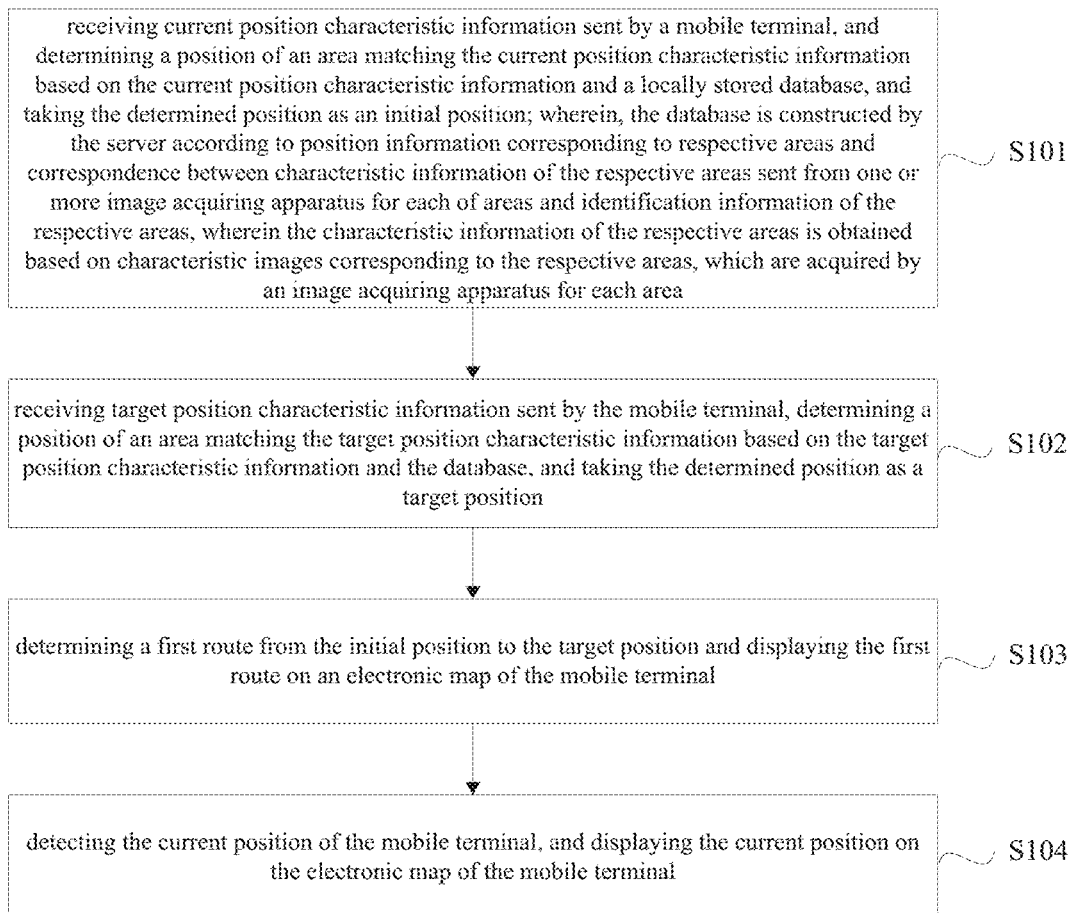 receiving current position characteristic information sent by a mobile terminal, and
determining a position of an area matching the current position characteristic information
based on the current position characteristic information and a locally stored database, and
taking the determined position as an initial position; wherein, the database is constructed by
the server according to position information corresponding to respective areas and
correspondence between characteristic information of the respective areas sent from one or
more image acquiring apparatus for each of areas and identification information of the
respective areas, wherein the characteristic information of the respective areas is obtained
based on characteristic images corresponding to the respective areas, which are acquired by
an image acquiring apparatus for each area
S101
receiving target position characteristic information sent by the mobile terminal, determining a
position of an area matching the target position characteristic information based on the target
position characteristic information and the database, and taking the determined position as a
target position
S102
determining a first route from the initial position to the target position and displaying the first
route on an electronic map of the mobile terminal
S103
detecting the current position of the mobile terminal, and displaying the current position on
the electronic map of the mobile terminal
S104